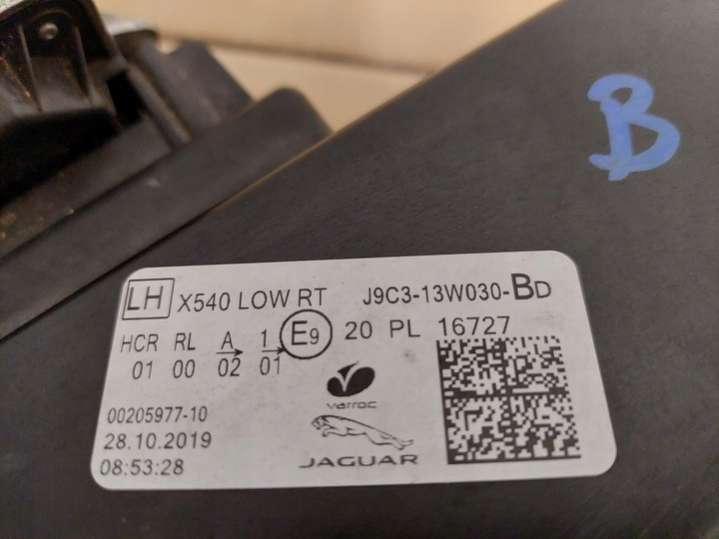 B
LH X540 LOW RT J9C3-13W030-BD
HCR RL A 1 E9 20 PL 16727
01 00 02 01
varroc
00205977-10
28.10.2019
JAGUAR
08:53:28